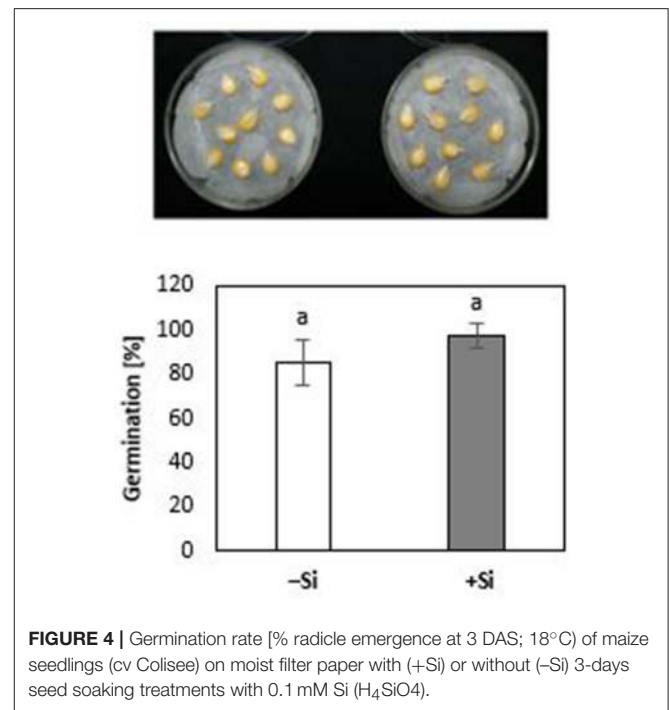 120
100
80
60
40
20
0
Germination [%]
a
a
–Si
+Si
FIGURE 4 | Germination rate [% radicle emergence at 3 DAS; 18°C) of maize
seedlings (cv Colisee) on moist filter paper with (+Si) or without (–Si) 3-days
seed soaking treatments with 0.1 mM Si (H₄SiO4).